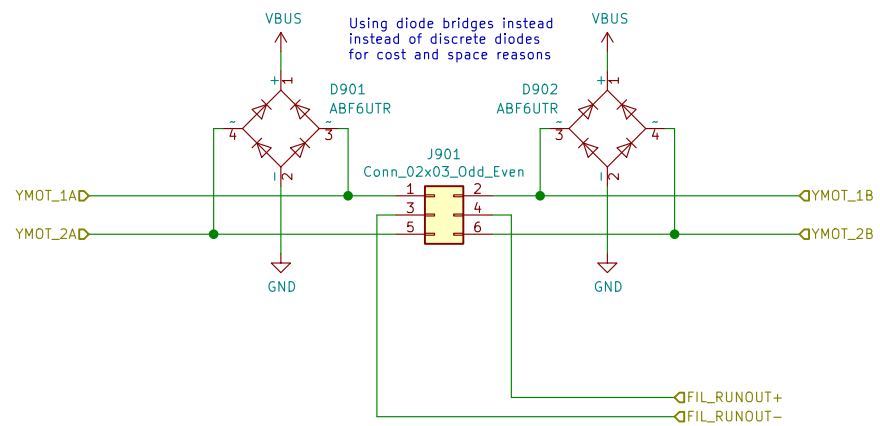 VBUS
VBUS
Using diode bridges instead
instead of discrete diodes
for cost and space reasons
+
1
D901
ABF6UTR
~
4
~
3
−
2
D902
ABF6UTR
+
1
~
3
~
4
−
2
J901
Conn_02x03_Odd_Even
YMOT_1A
1
2
YMOT_1B
3
4
YMOT_2A
5
6
YMOT_2B
GND
GND
FIL_RUNOUT+
FIL_RUNOUT−